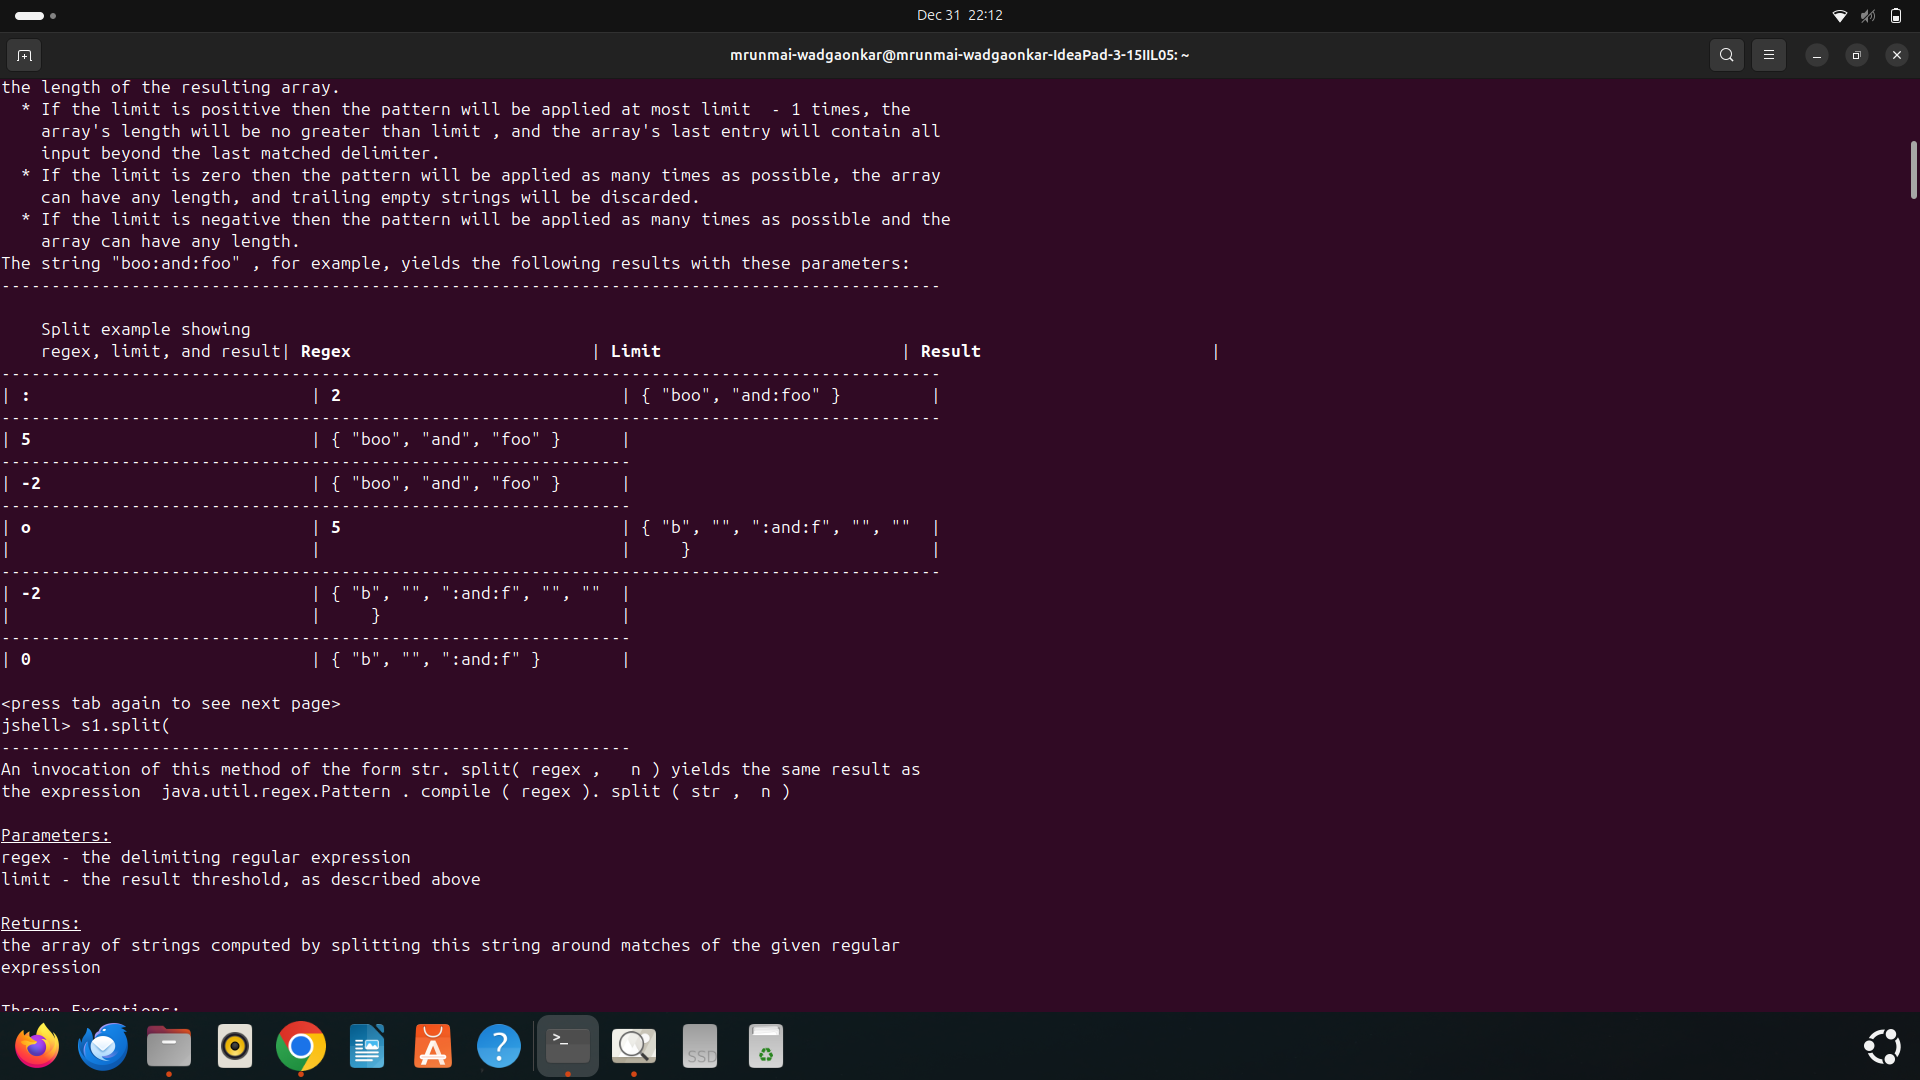 Dec 31 22:12
mrunmai-wadgaonkar@mrunmai-wadgaonkar-IdeaPad-3-15IIL05: ~
the length of the resulting array.
* If the limit is positive then the pattern will be applied at most limit  - 1 times, the
array's length will be no greater than limit , and the array's last entry will contain all
input beyond the last matched delimiter.
* If the limit is zero then the pattern will be applied as many times as possible, the array
can have any length, and trailing empty strings will be discarded.
* If the limit is negative then the pattern will be applied as many times as possible and the
array can have any length.
The string "boo:and:foo" , for example, yields the following results with these parameters:
----------------------------------------------------------------------------------------------
Split example showing
regex, limit, and result| Regex                        | Limit                        | Result                       |
----------------------------------------------------------------------------------------------
| :                            | 2                            | { "boo", "and:foo" }         |
----------------------------------------------------------------------------------------------
| 5                            | { "boo", "and", "foo" }      |
---------------------------------------------------------------
| -2                           | { "boo", "and", "foo" }      |
---------------------------------------------------------------
| o                            | 5                            | { "b", "", ":and:f", "", ""  |
|                              |                              |     }                        |
----------------------------------------------------------------------------------------------
| -2                           | { "b", "", ":and:f", "", ""  |
|                              |     }                        |
---------------------------------------------------------------
| 0                            | { "b", "", ":and:f" }        |
<press tab again to see next page>
jshell> s1.split(
---------------------------------------------------------------
An invocation of this method of the form str. split( regex ,   n ) yields the same result as
the expression  java.util.regex.Pattern . compile ( regex ). split ( str ,  n )
Parameters:
regex - the delimiting regular expression
limit - the result threshold, as described above
Returns:
the array of strings computed by splitting this string around matches of the given regular
expression
Thrown Exceptions:
>_
?
SSD